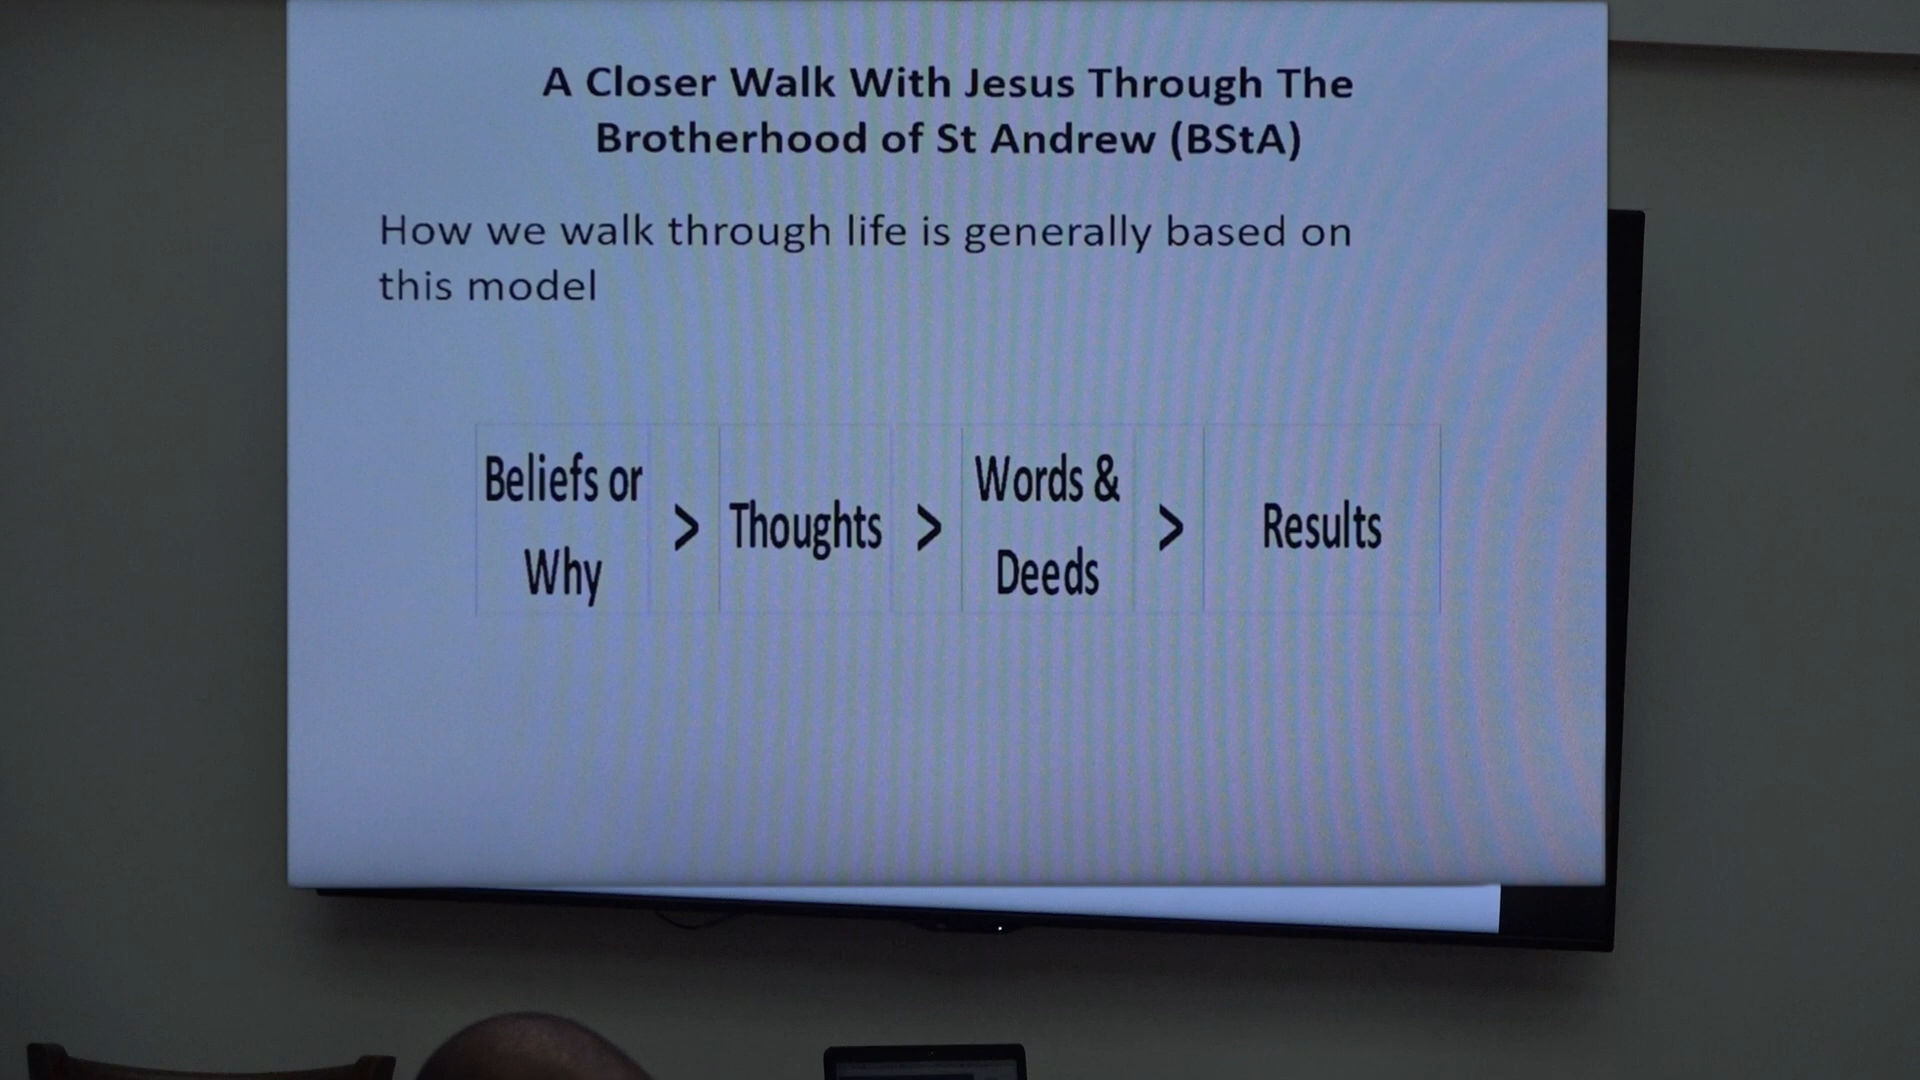 A Closer Walk With Jesus Through The
Brotherhood of St Andrew (BStA)
How we walk through life is generally based on
this model
Beliefs or
Why
>
Thoughts
>
Words &
Deeds
>
Results